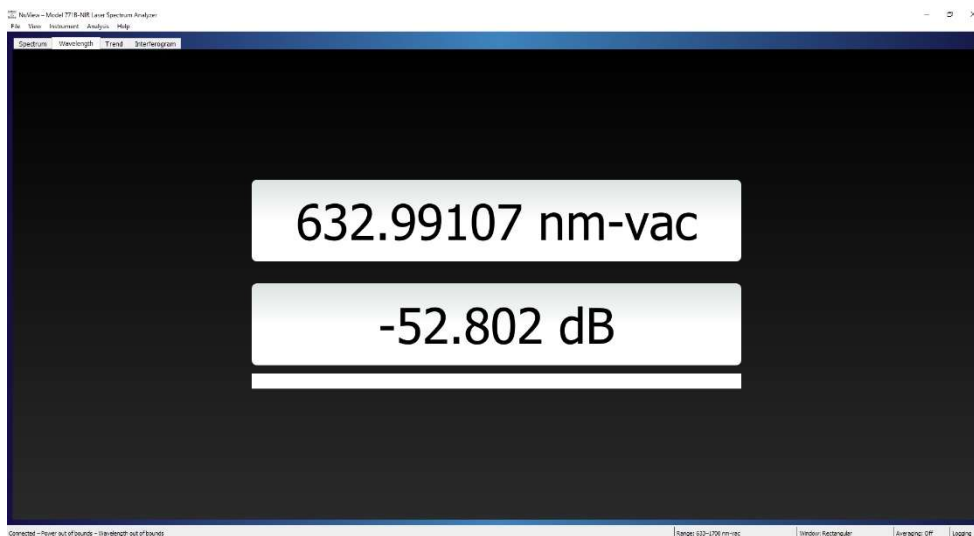 NuView – Model 771B-NIR Laser Spectrum Analyzer
File View Instrument Analysis Help
Spectrum Wavelength Trend Interferogram
632.99107 nm-vac
-52.802 dB
Connected – Power out of bounds – Wavelength out of bounds Range: 633–1700 nm-vac Window: Rectangular Averaging: Off Logging